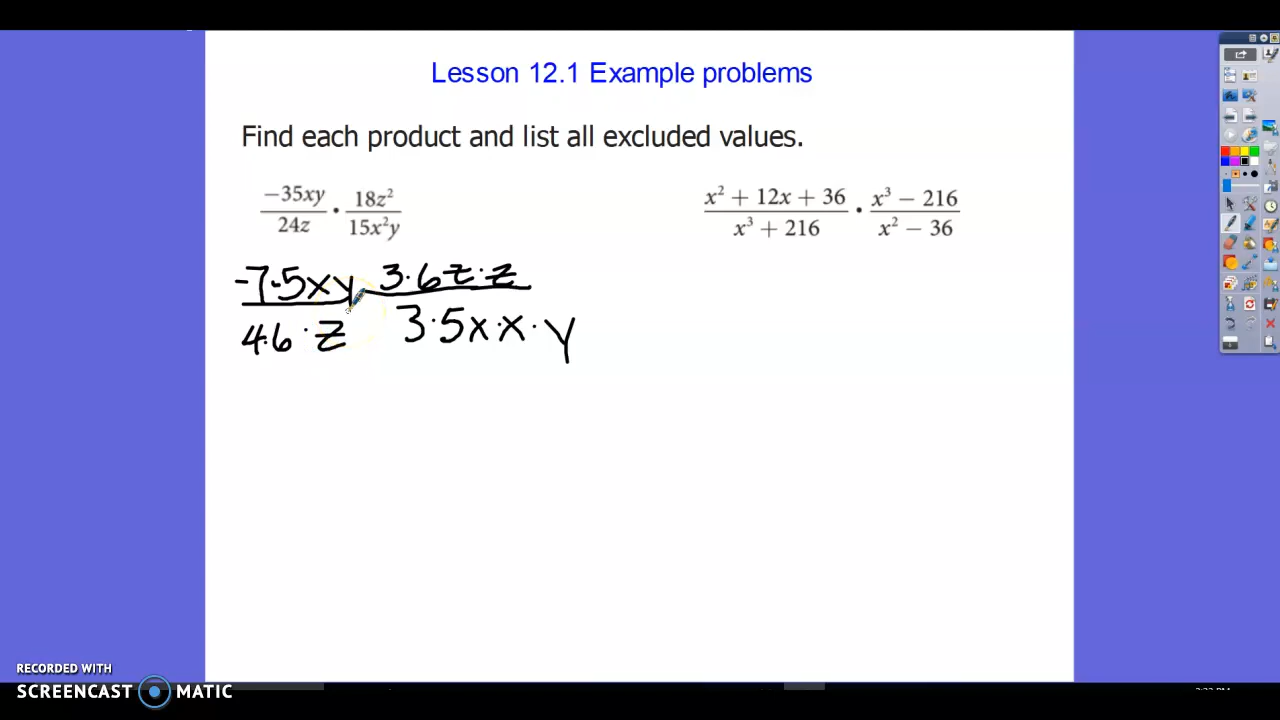 Lesson 12.1 Example problems
Find each product and list all excluded values.
-35xy/24z • 18z²/15x²y
x² + 12x + 36/x³ + 216 • x³ − 216/x² − 36
-7·5xy 3·6z·z
4·6·z 3·5x·x·y
RECORDED WITH
SCREENCAST MATIC